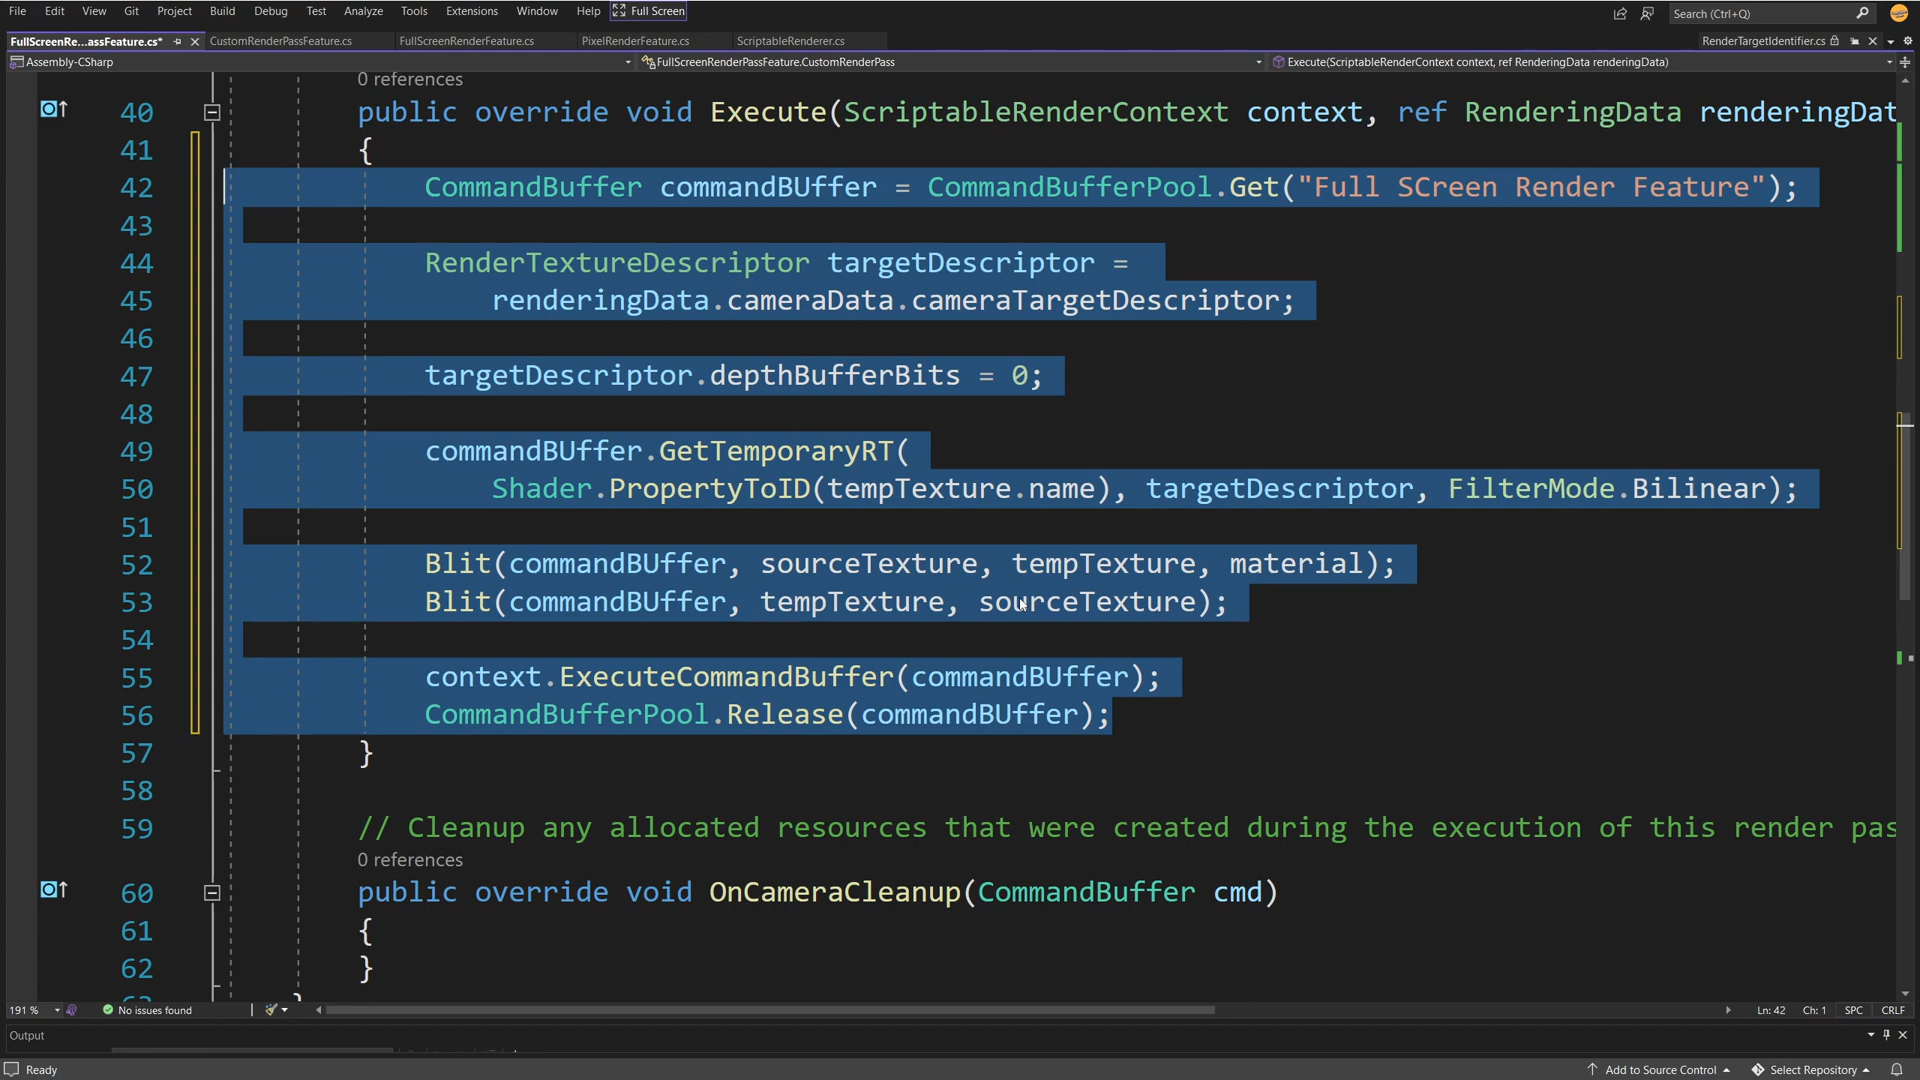 File Edit View Git Project Build Debug Test Analyze Tools Extensions Window Help Full Screen Search (Ctrl+Q)
FullScreenRe...assFeature.cs* CustomRenderPassFeature.cs FullScreenRenderFeature.cs PixelRenderFeature.cs ScriptableRenderer.cs RenderTargetIdentifier.cs
Assembly-CSharp FullScreenRenderPassFeature.CustomRenderPass Execute(ScriptableRenderContext context, ref RenderingData renderingData)
0 references
40 public override void Execute(ScriptableRenderContext context, ref RenderingData renderingDat
41 {
42 CommandBuffer commandBUffer = CommandBufferPool.Get("Full SCreen Render Feature");
43
44 RenderTextureDescriptor targetDescriptor =
45 renderingData.cameraData.cameraTargetDescriptor;
46
47 targetDescriptor.depthBufferBits = 0;
48
49 commandBUffer.GetTemporaryRT(
50 Shader.PropertyToID(tempTexture.name), targetDescriptor, FilterMode.Bilinear);
51
52 Blit(commandBUffer, sourceTexture, tempTexture, material);
53 Blit(commandBUffer, tempTexture, sourceTexture);
54
55 context.ExecuteCommandBuffer(commandBUffer);
56 CommandBufferPool.Release(commandBUffer);
57 }
58
59 // Cleanup any allocated resources that were created during the execution of this render pas
0 references
60 public override void OnCameraCleanup(CommandBuffer cmd)
61 {
62 }
191 % No issues found Ln: 42 Ch: 1 SPC CRLF
Output
Ready Add to Source Control Select Repository